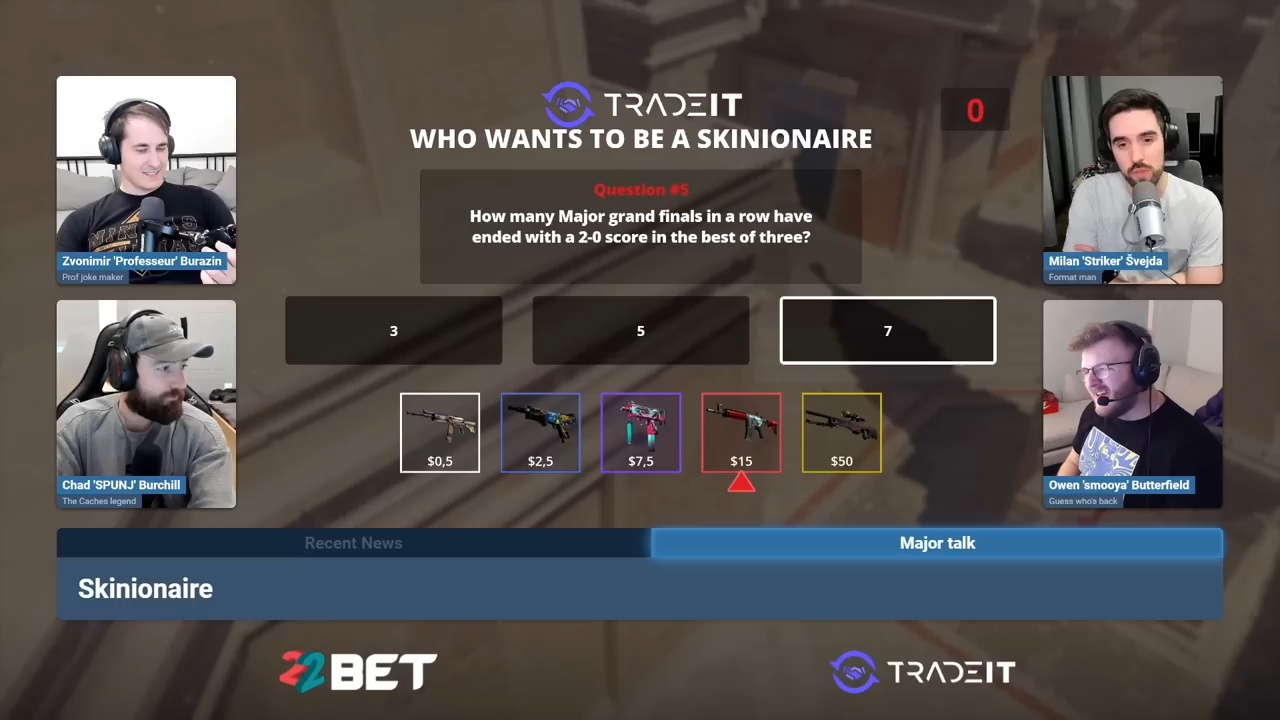 TRADEIT
WHO WANTS TO BE A SKINIONAIRE
0
Question #5
How many Major grand finals in a row have
ended with a 2-0 score in the best of three?
3
5
7
$0,5
$2,5
$7,5
$15
$50
Zvonimir 'Professeur' Burazin
Prof joke maker
Milan 'Striker' Švejda
Format man
Chad 'SPUNJ' Burchill
The Caches legend
Owen 'smooya' Butterfield
Guess who's back
Recent News
Major talk
Skinionaire
22BET
TRADEIT